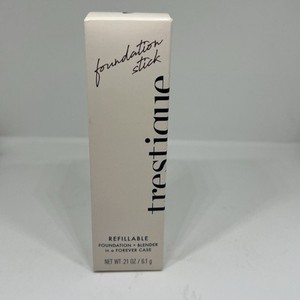 foundation
stick
trestique
REFILLABLE
FOUNDATION + BLENDER
in a FOREVER CASE
NET WT .21 OZ / 6.1 g